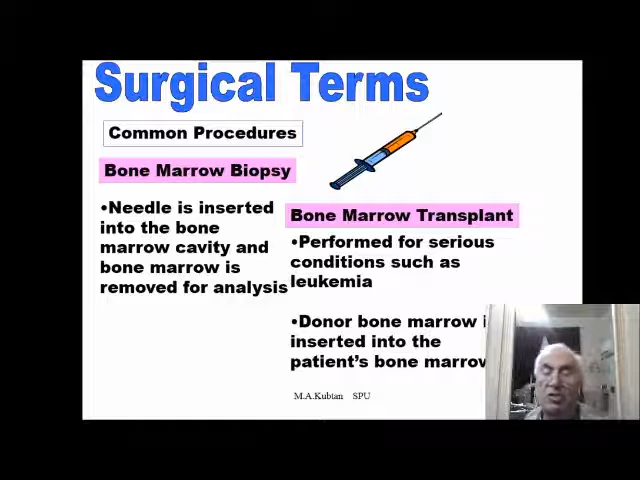 Surgical Terms
Common Procedures
Bone Marrow Biopsy
•Needle is inserted
into the bone
marrow cavity and
bone marrow is
removed for analysis
Bone Marrow Transplant
•Performed for serious
conditions such as
leukemia
•Donor bone marrow
inserted into the
patient's bone marrow
M.A.Kubtan SPU